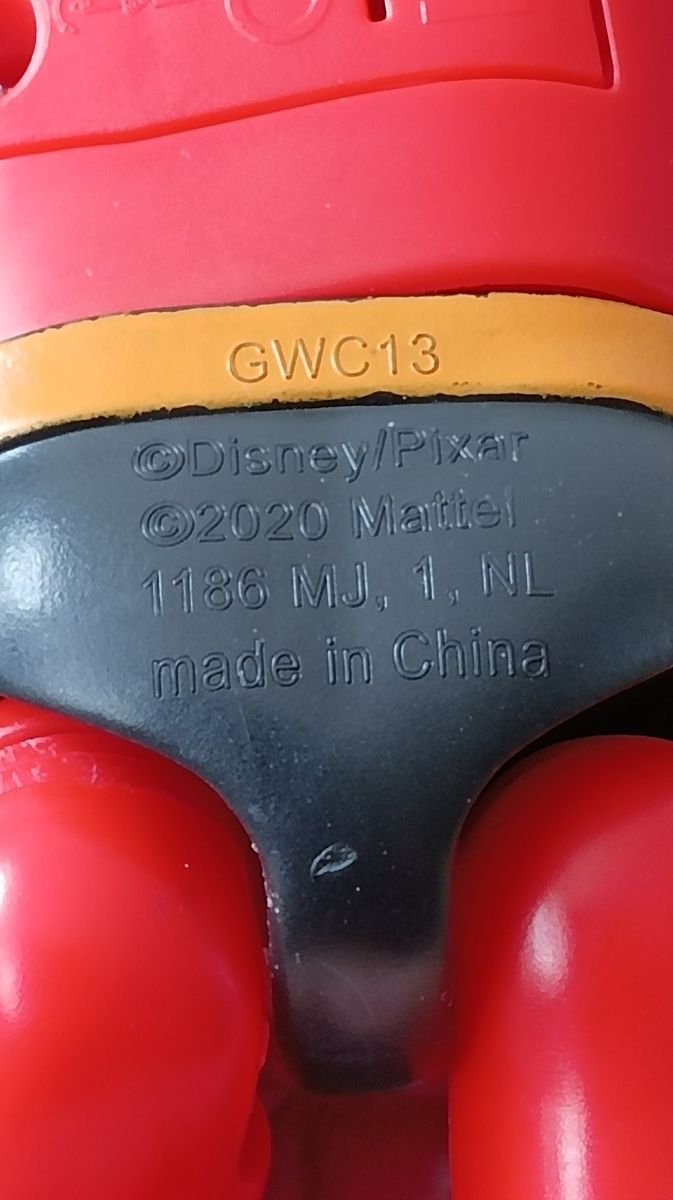 GWC13
©Disney/Pixar
©2020 Mattel
1186 MJ, 1, NL
made in China